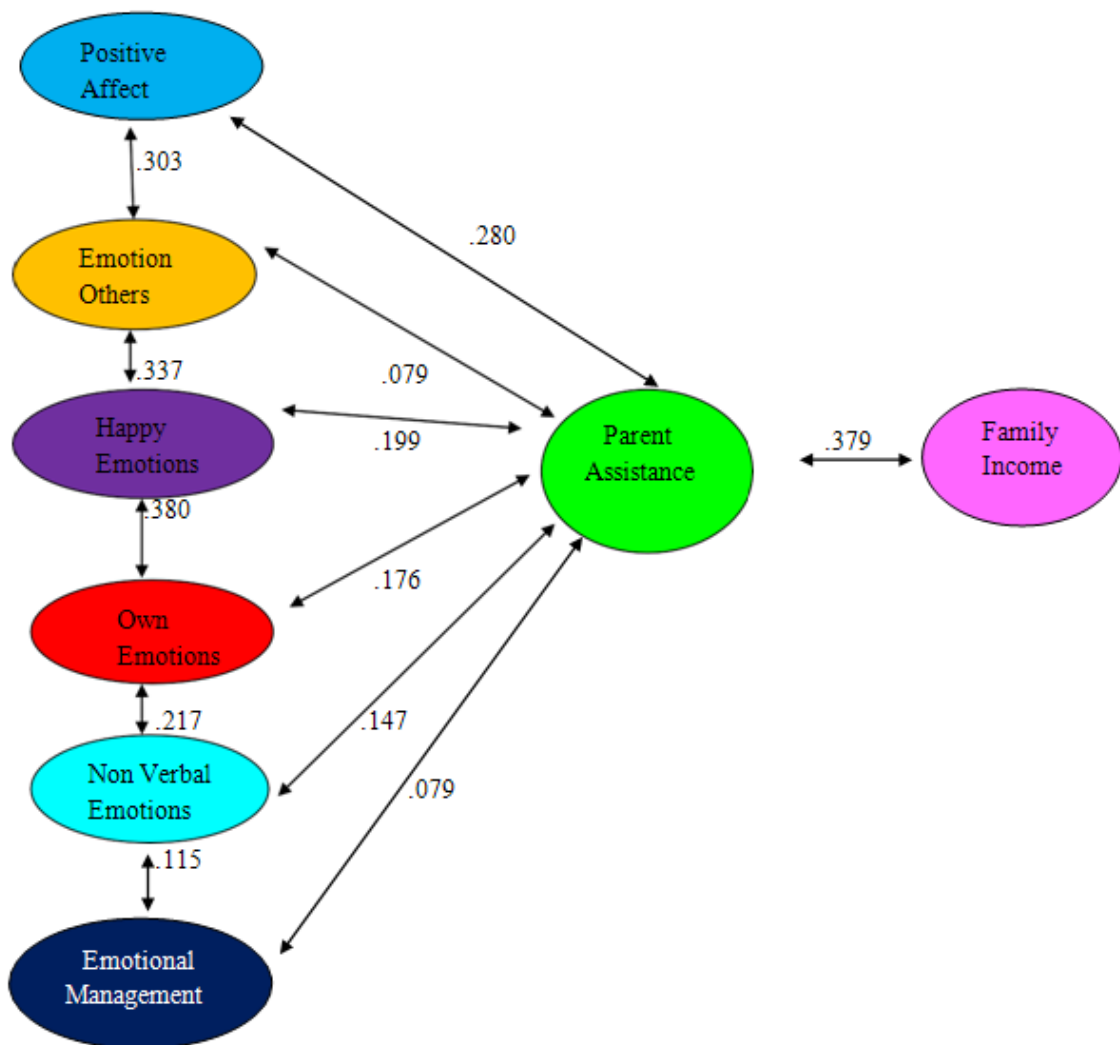 Positive
Affect
.303
.280
Emotion
Others
.337
.079
Happy
Emotions
.199
Parent
Assistance
.379
Family
Income
.380
.176
Own
Emotions
.217
.147
Non Verbal
Emotions
.079
.115
Emotional
Management